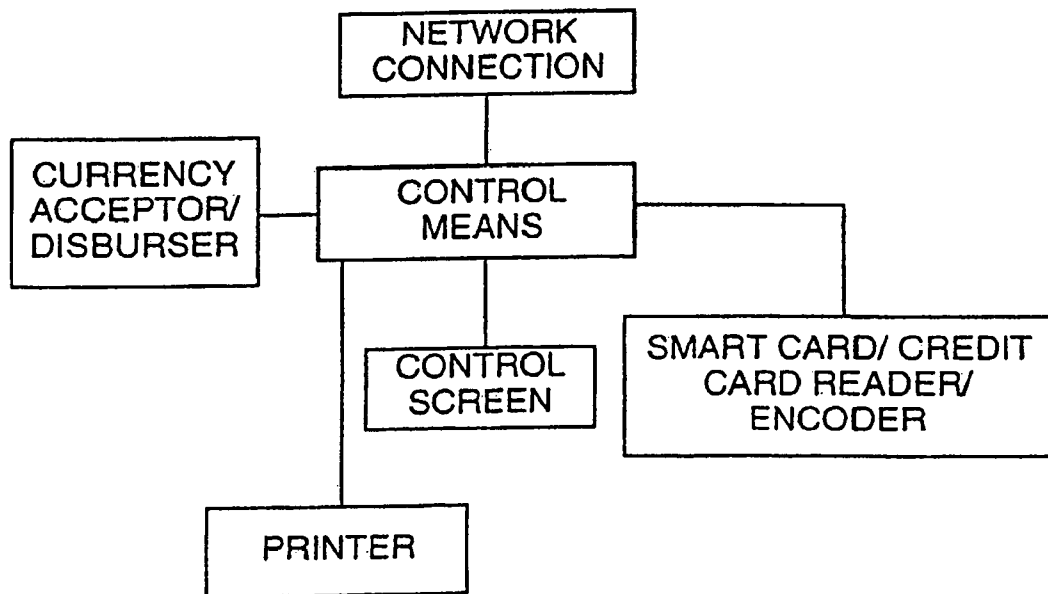 NETWORK
CONNECTION
CURRENCY
ACCEPTOR/
DISBURSER
CONTROL
MEANS
CONTROL
SCREEN
SMART CARD/ CREDIT
CARD READER/
ENCODER
PRINTER